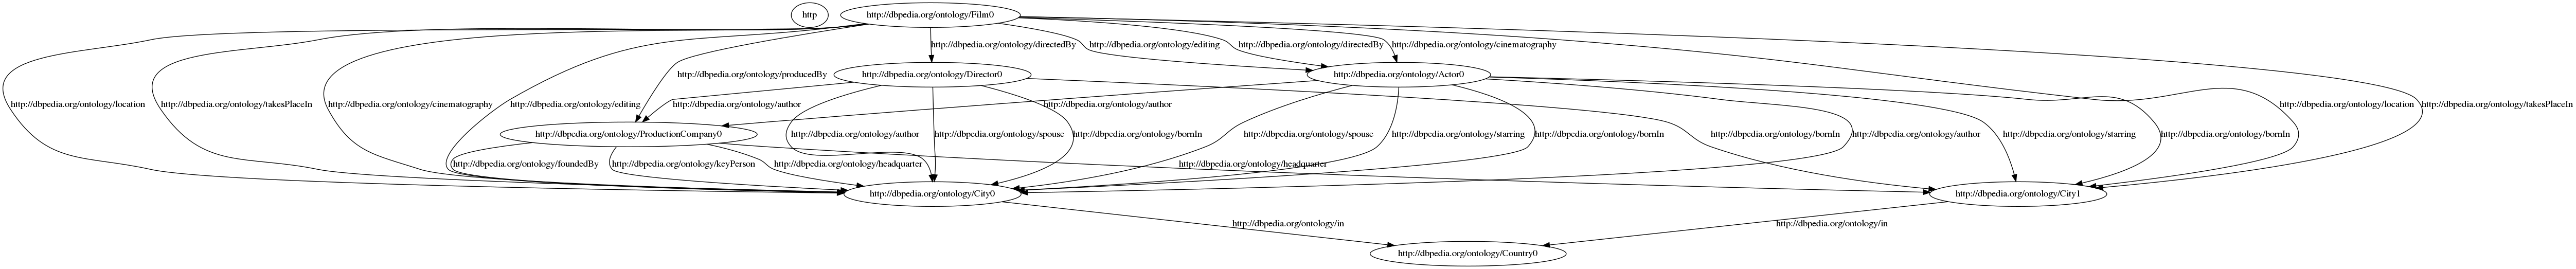 http
http://dbpedia.org/ontology/Film0
http://dbpedia.org/ontology/directedBy
http://dbpedia.org/ontology/editing
http://dbpedia.org/ontology/directedBy
http://dbpedia.org/ontology/cinematography
http://dbpedia.org/ontology/producedBy
http://dbpedia.org/ontology/Director0
http://dbpedia.org/ontology/Actor0
http://dbpedia.org/ontology/location
http://dbpedia.org/ontology/takesPlaceIn
http://dbpedia.org/ontology/cinematography
http://dbpedia.org/ontology/editing
http://dbpedia.org/ontology/author
http://dbpedia.org/ontology/author
http://dbpedia.org/ontology/location
http://dbpedia.org/ontology/takesPlaceIn
http://dbpedia.org/ontology/ProductionCompany0
http://dbpedia.org/ontology/author
http://dbpedia.org/ontology/spouse
http://dbpedia.org/ontology/bornIn
http://dbpedia.org/ontology/spouse
http://dbpedia.org/ontology/starring
http://dbpedia.org/ontology/bornIn
http://dbpedia.org/ontology/bornIn
http://dbpedia.org/ontology/author
http://dbpedia.org/ontology/starring
http://dbpedia.org/ontology/bornIn
http://dbpedia.org/ontology/foundedBy
http://dbpedia.org/ontology/keyPerson
http://dbpedia.org/ontology/headquarter
http://dbpedia.org/ontology/headquarter
http://dbpedia.org/ontology/City0
http://dbpedia.org/ontology/City1
http://dbpedia.org/ontology/in
http://dbpedia.org/ontology/in
http://dbpedia.org/ontology/Country0